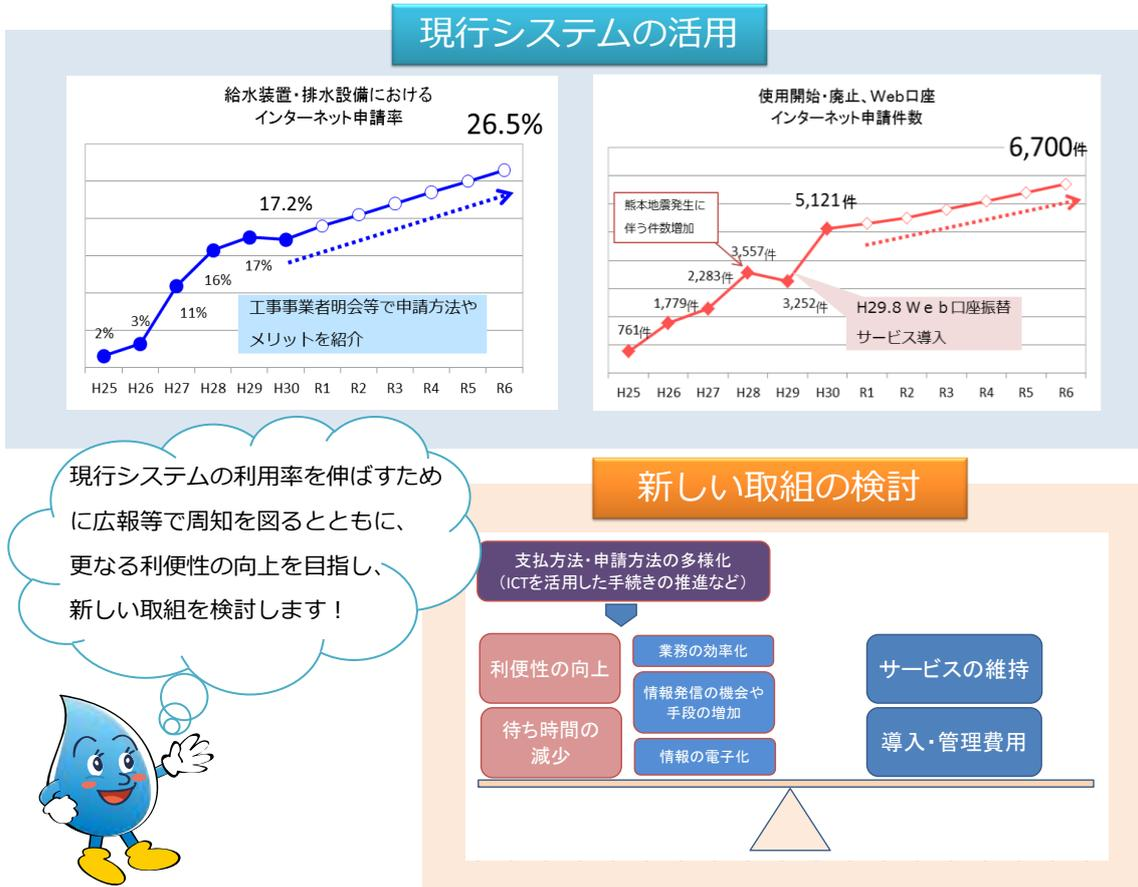 現行システムの活用
給水装置・排水設備における
インターネット申請率
26.5%
17.2%
17%
16%
11%
3%
2%
工事事業者明会等で申請方法や
メリットを紹介
H25 H26 H27 H28 H29 H30 R1 R2 R3 R4 R5 R6
使用開始・廃止、Web口座
インターネット申請件数
6,700件
5,121件
熊本地震発生に
伴う件数増加
3,557件
2,283件
1,779件
3,252件
761件
H29.8 Ｗｅｂ口座振替
サービス導入
H25 H26 H27 H28 H29 H30 R1 R2 R3 R4 R5 R6
現行システムの利用率を伸ばすため
に広報等で周知を図るとともに、
更なる利便性の向上を目指し、
新しい取組を検討します！
新しい取組の検討
支払方法・申請方法の多様化
（ICTを活用した手続きの推進など）
利便性の向上
待ち時間の
減少
業務の効率化
情報発信の機会や
手段の増加
情報の電子化
サービスの維持
導入・管理費用